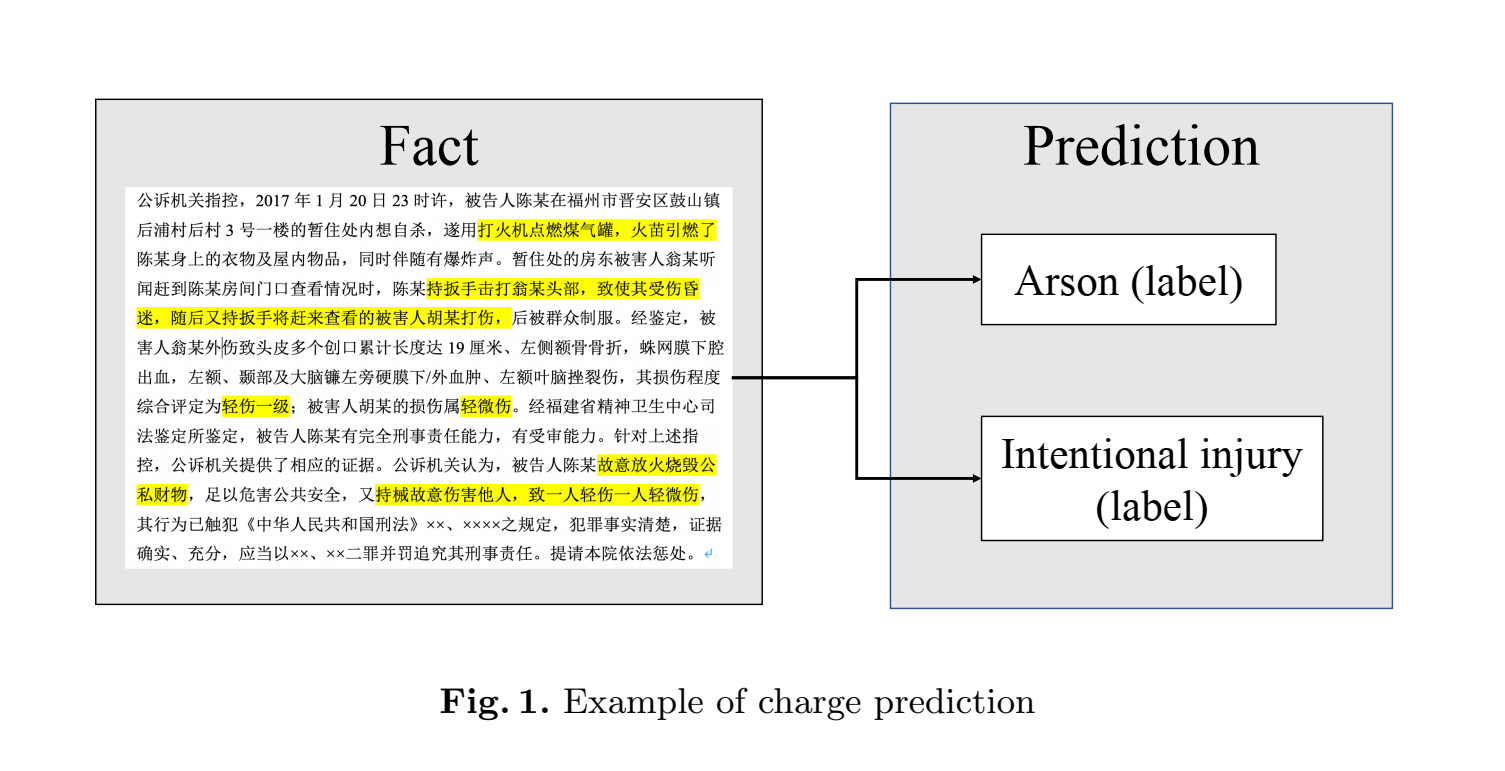 Fact
公诉机关指控，2017 年 1 月 20 日 23 时许，被告人陈某在福州市晋安区鼓山镇
后浦村后村 3 号一楼的暂住处内想自杀，遂用打火机点燃煤气罐，火苗引燃了
陈某身上的衣物及屋内物品，同时伴随有爆炸声。暂住处的房东被害人翁某听
闻赶到陈某房间门口查看情况时，陈某持扳手击打翁某头部，致使其受伤昏
迷，随后又持扳手将赶来查看的被害人胡某打伤，后被群众制服。经鉴定，被
害人翁某外伤致头皮多个创口累计长度达 19 厘米、左侧额骨骨折，蛛网膜下腔
出血，左额、颞部及大脑镰左旁硬膜下/外血肿、左额叶脑挫裂伤，其损伤程度
综合评定为轻伤一级；被害人胡某的损伤属轻微伤。经福建省精神卫生中心司
法鉴定所鉴定，被告人陈某有完全刑事责任能力，有受审能力。针对上述指
控，公诉机关提供了相应的证据。公诉机关认为，被告人陈某故意放火烧毁公
私财物，足以危害公共安全，又持械故意伤害他人，致一人轻伤一人轻微伤，
其行为已触犯《中华人民共和国刑法》××、××××之规定，犯罪事实清楚，证据
确实、充分，应当以××、××二罪并罚追究其刑事责任。提请本院依法惩处。
Prediction
Arson (label)
Intentional injury
(label)
Fig. 1. Example of charge prediction